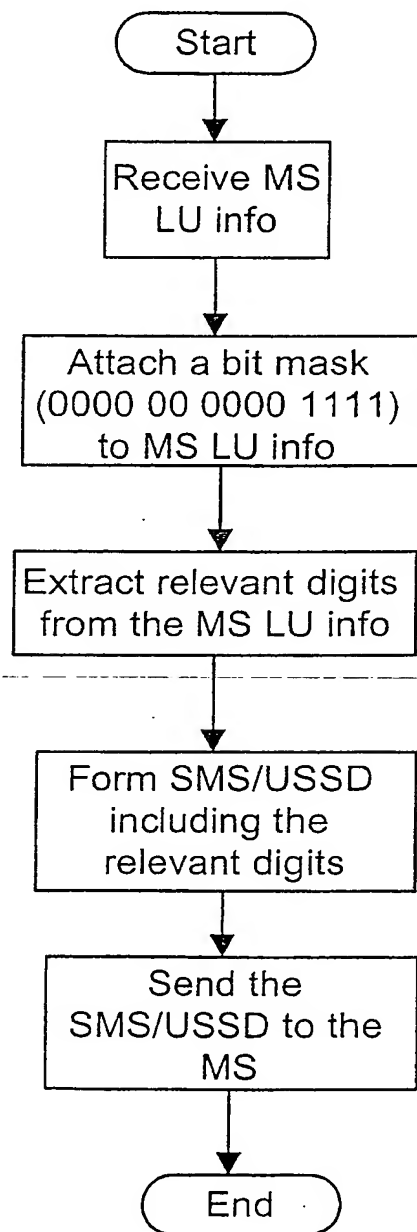 Start
Receive MS
LU info
Attach a bit mask
(0000 00 0000 1111)
to MS LU info
Extract relevant digits
from the MS LU info
Form SMS/USSD
including the
relevant digits
Send the
SMS/USSD to the
MS
End